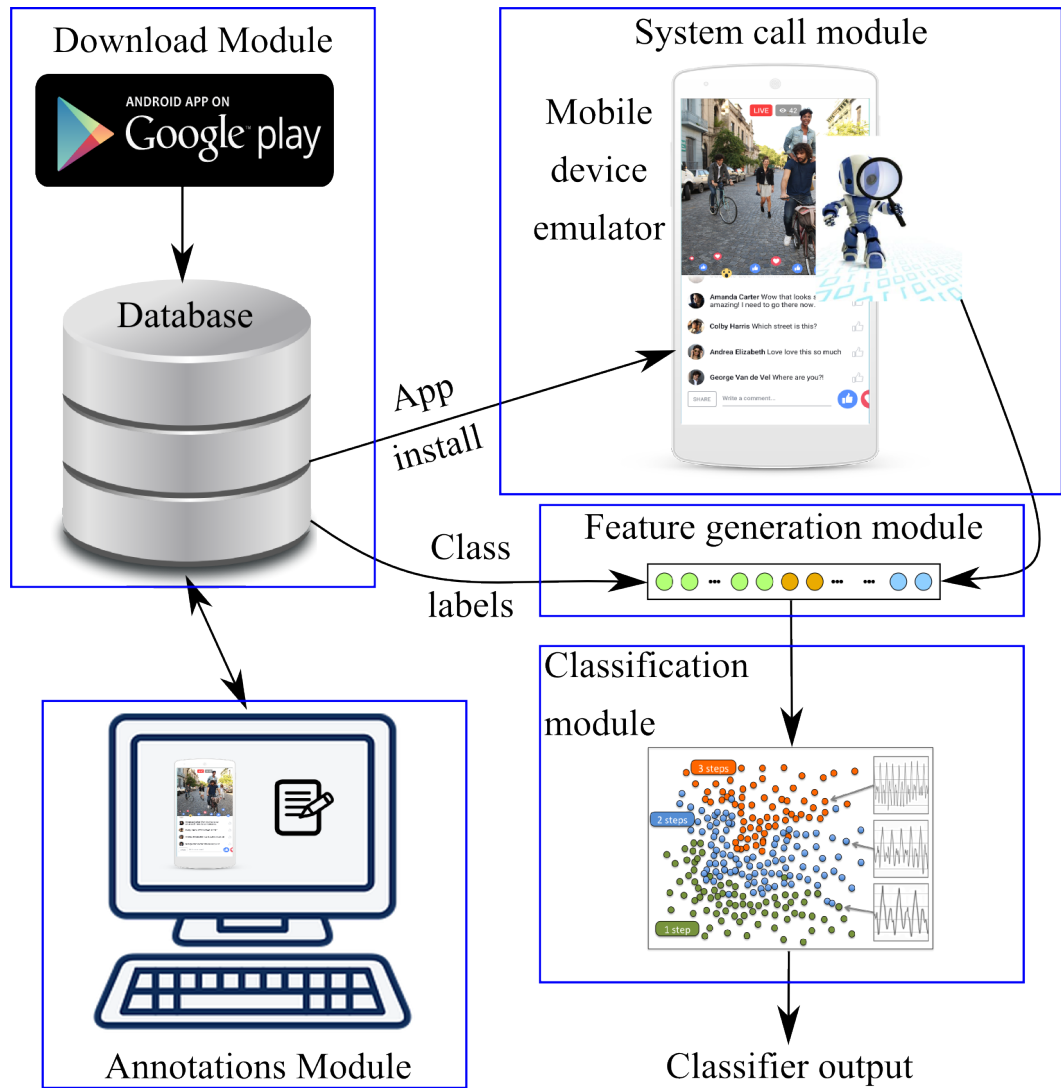 Download Module
ANDROID APP ON
Google play
Database
System call module
Mobile
device
emulator
LIVE 42
Amanda Carter Wow that looks s
amazing! I need to go there now.
Colby Harris Which street is this?
Andrea Elizabeth Love love this so much
George Van de Vel Where are you?!
SHARE Write a comment...
App
install
Class
labels
Feature generation module
Classification
module
3 steps
2 steps
1 step
Annotations Module
Classifier output